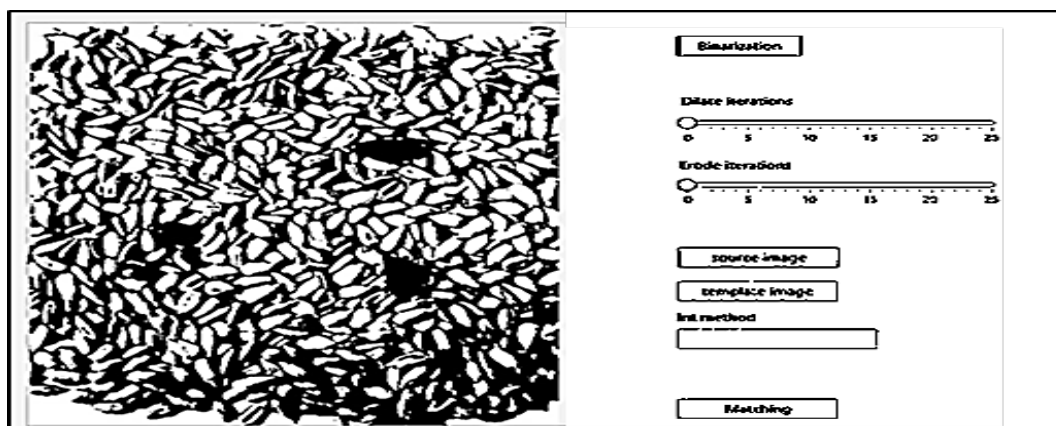 Binarization
Dilate iterations
0 5 10 15 20 25
Erode iterations
0 5 10 15 20 25
source image
template image
Int method
Matching